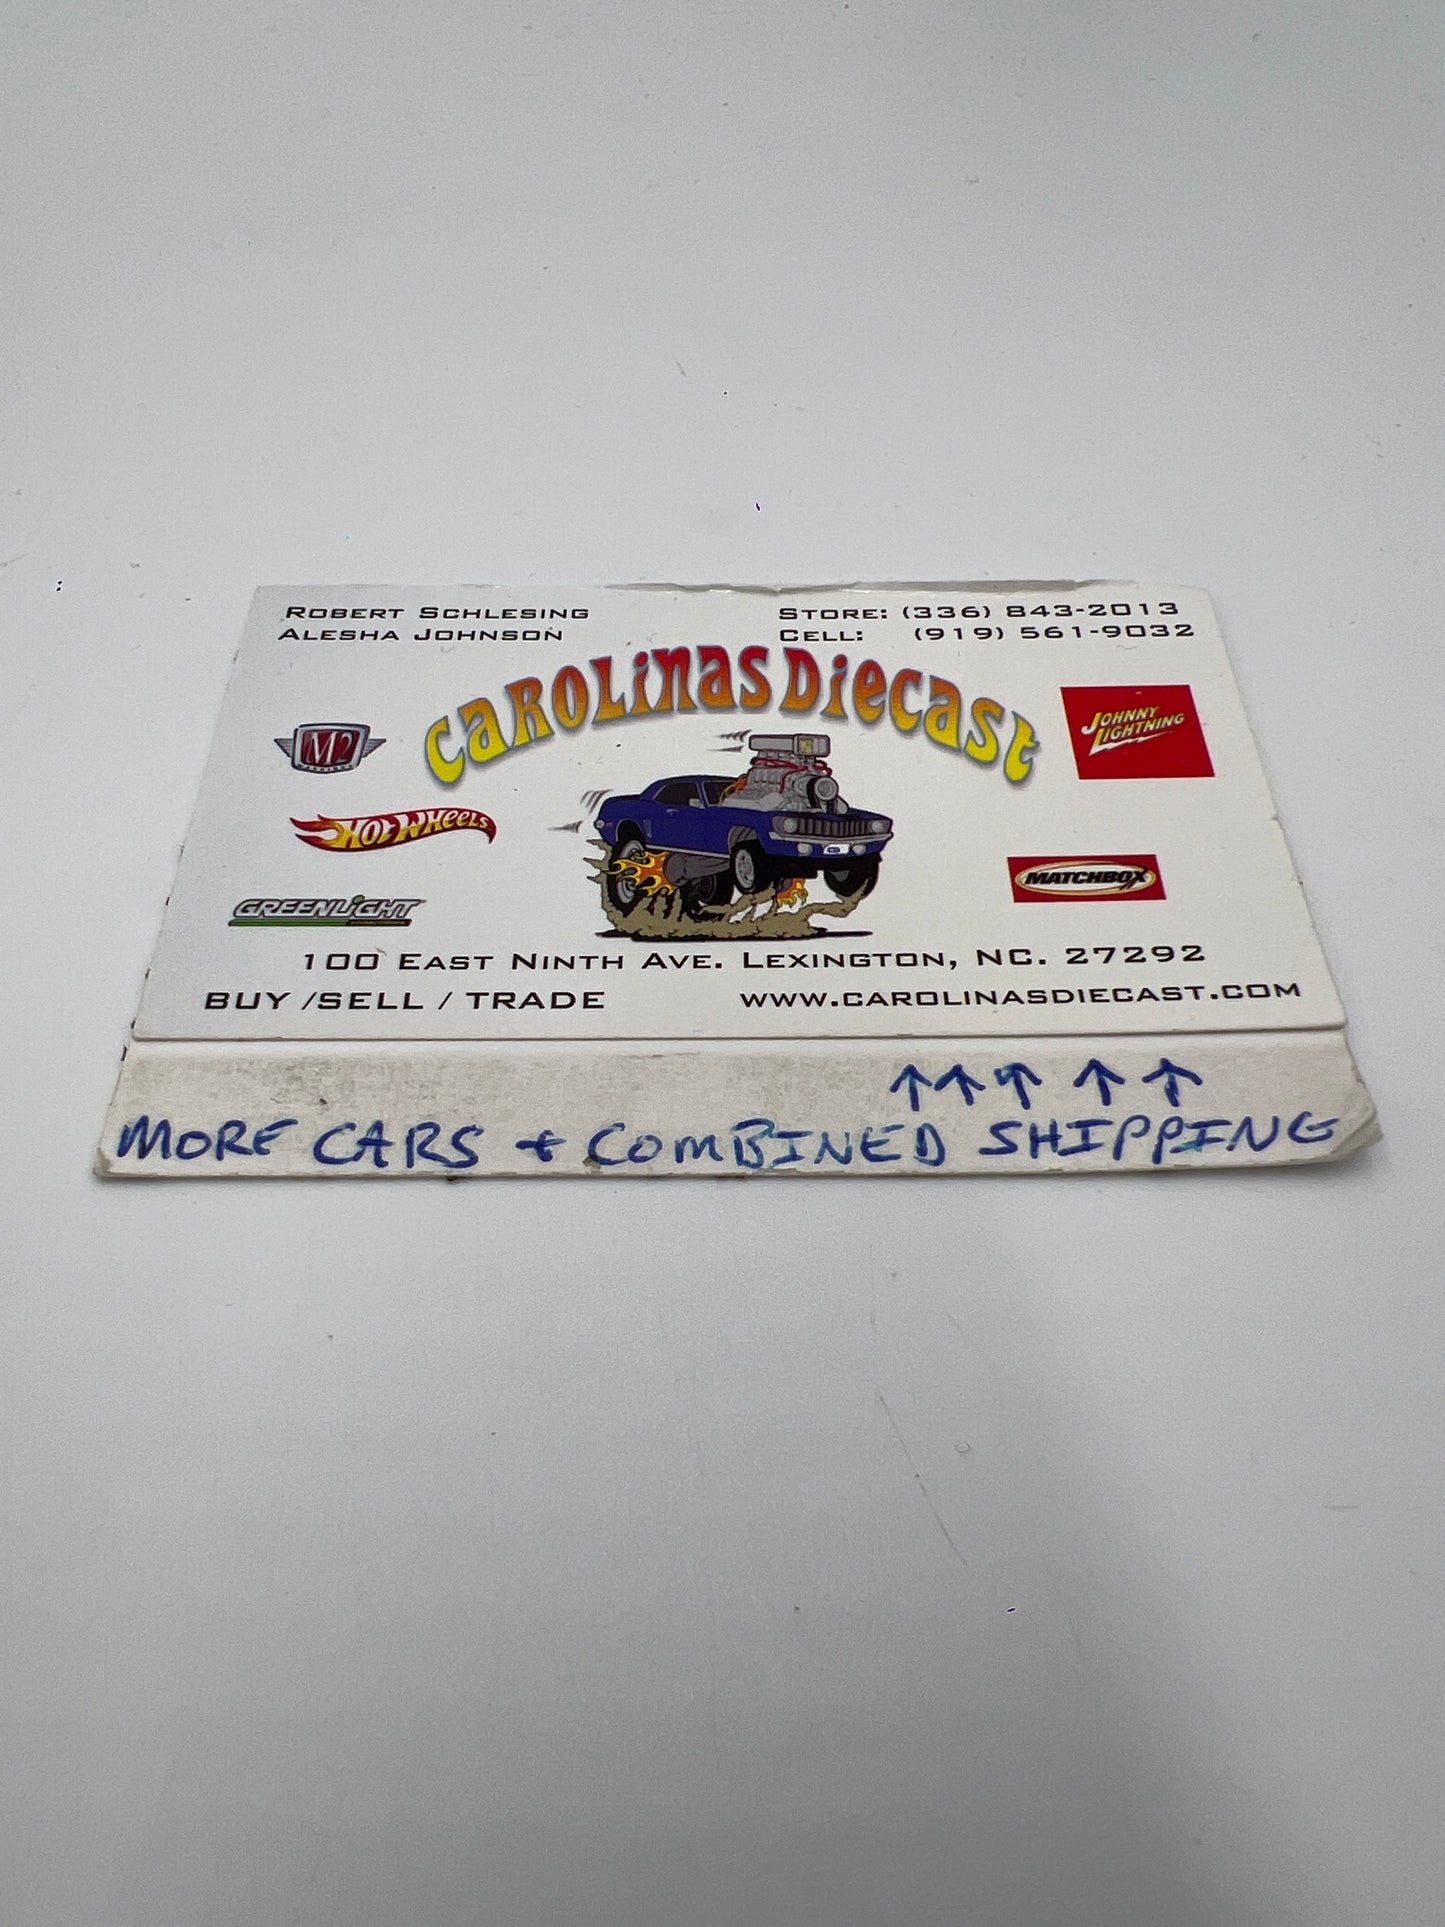 ROBERT SCHLESING
ALESHA JOHNSON
STORE: (336) 843-2013
CELL: (919) 561-9032
CAROLINAS DIECAST
M2
JOHNNY LIGHTNING
HOT WHEELS
MATCHBOX
GREENLIGHT
100 EAST NINTH AVE. LEXINGTON, NC. 27292
BUY /SELL / TRADE
WWW.CAROLINASDIECAST.COM
↑↑↑↑↑
MORE CARS + COMBINED SHIPPING